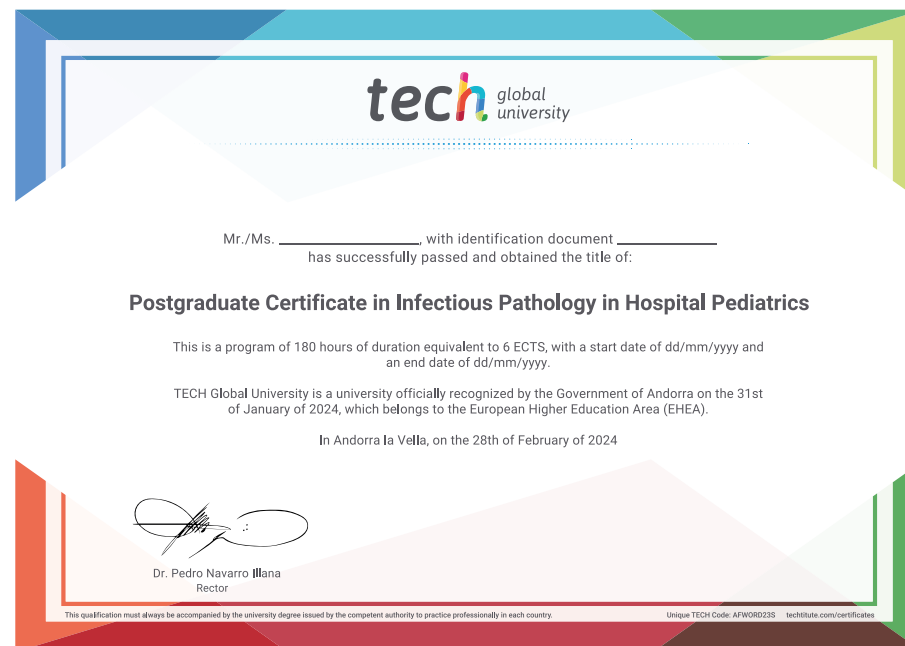 tech global
university
Mr./Ms. ____________, with identification document ____________
has successfully passed and obtained the title of:
Postgraduate Certificate in Infectious Pathology in Hospital Pediatrics
This is a program of 180 hours of duration equivalent to 6 ECTS, with a start date of dd/mm/yyyy and
an end date of dd/mm/yyyy.
TECH Global University is a university officially recognized by the Government of Andorra on the 31st
of January of 2024, which belongs to the European Higher Education Area (EHEA).
In Andorra la Vella, on the 28th of February of 2024
Dr. Pedro Navarro Illana
Rector
This qualification must always be accompanied by the university degree issued by the competent authority to practice professionally in each country.
Unique TECH Code: AFWORD23S techtitute.com/certificates